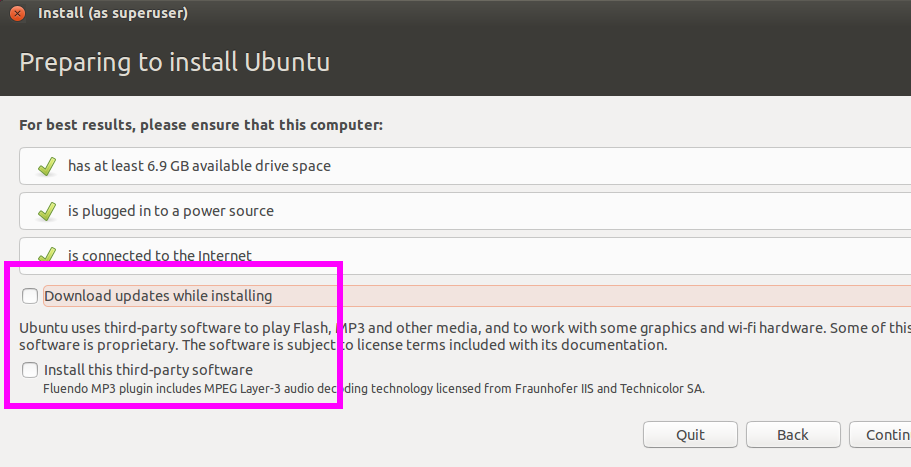 Install (as superuser)
Preparing to install Ubuntu
For best results, please ensure that this computer:
has at least 6.9 GB available drive space
is plugged in to a power source
is connected to the Internet
Download updates while installing
Ubuntu uses third-party software to play Flash, MP3 and other media, and to work with some graphics and wi-fi hardware. Some of this
software is proprietary. The software is subject to license terms included with its documentation.
Install this third-party software
Fluendo MP3 plugin includes MPEG Layer-3 audio decoding technology licensed from Fraunhofer IIS and Technicolor SA.
Quit Back Contin